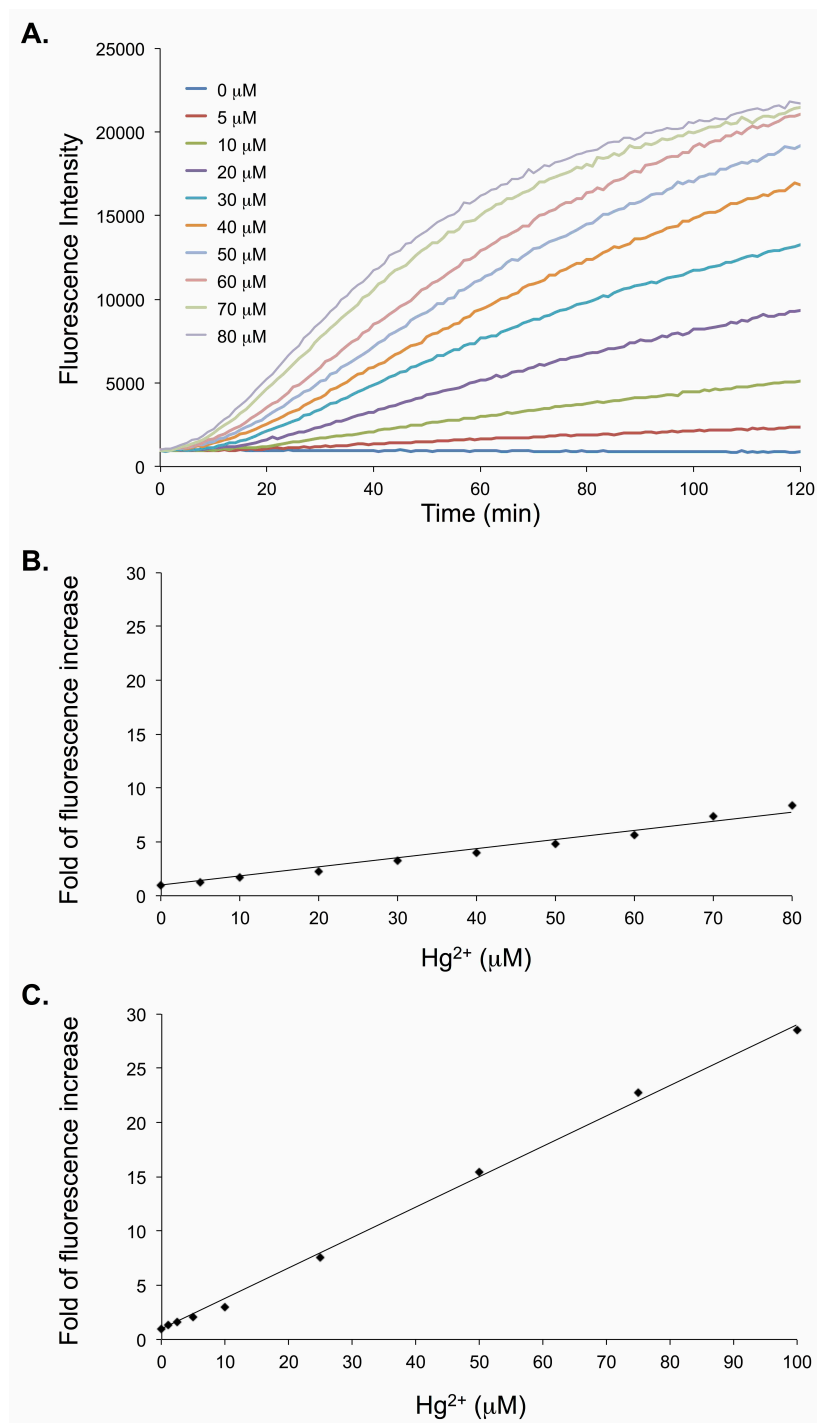 A.
Fluorescence Intensity
25000
20000
15000
10000
5000
0
0 μM
5 μM
10 μM
20 μM
30 μM
40 μM
50 μM
60 μM
70 μM
80 μM
0 20 40 60 80 100 120
Time (min)
B.
Fold of fluorescence increase
30
25
20
15
10
5
0
0 10 20 30 40 50 60 70 80
Hg²⁺ (μM)
C.
Fold of fluorescence increase
30
25
20
15
10
5
0
0 10 20 30 40 50 60 70 80 90 100
Hg²⁺ (μM)